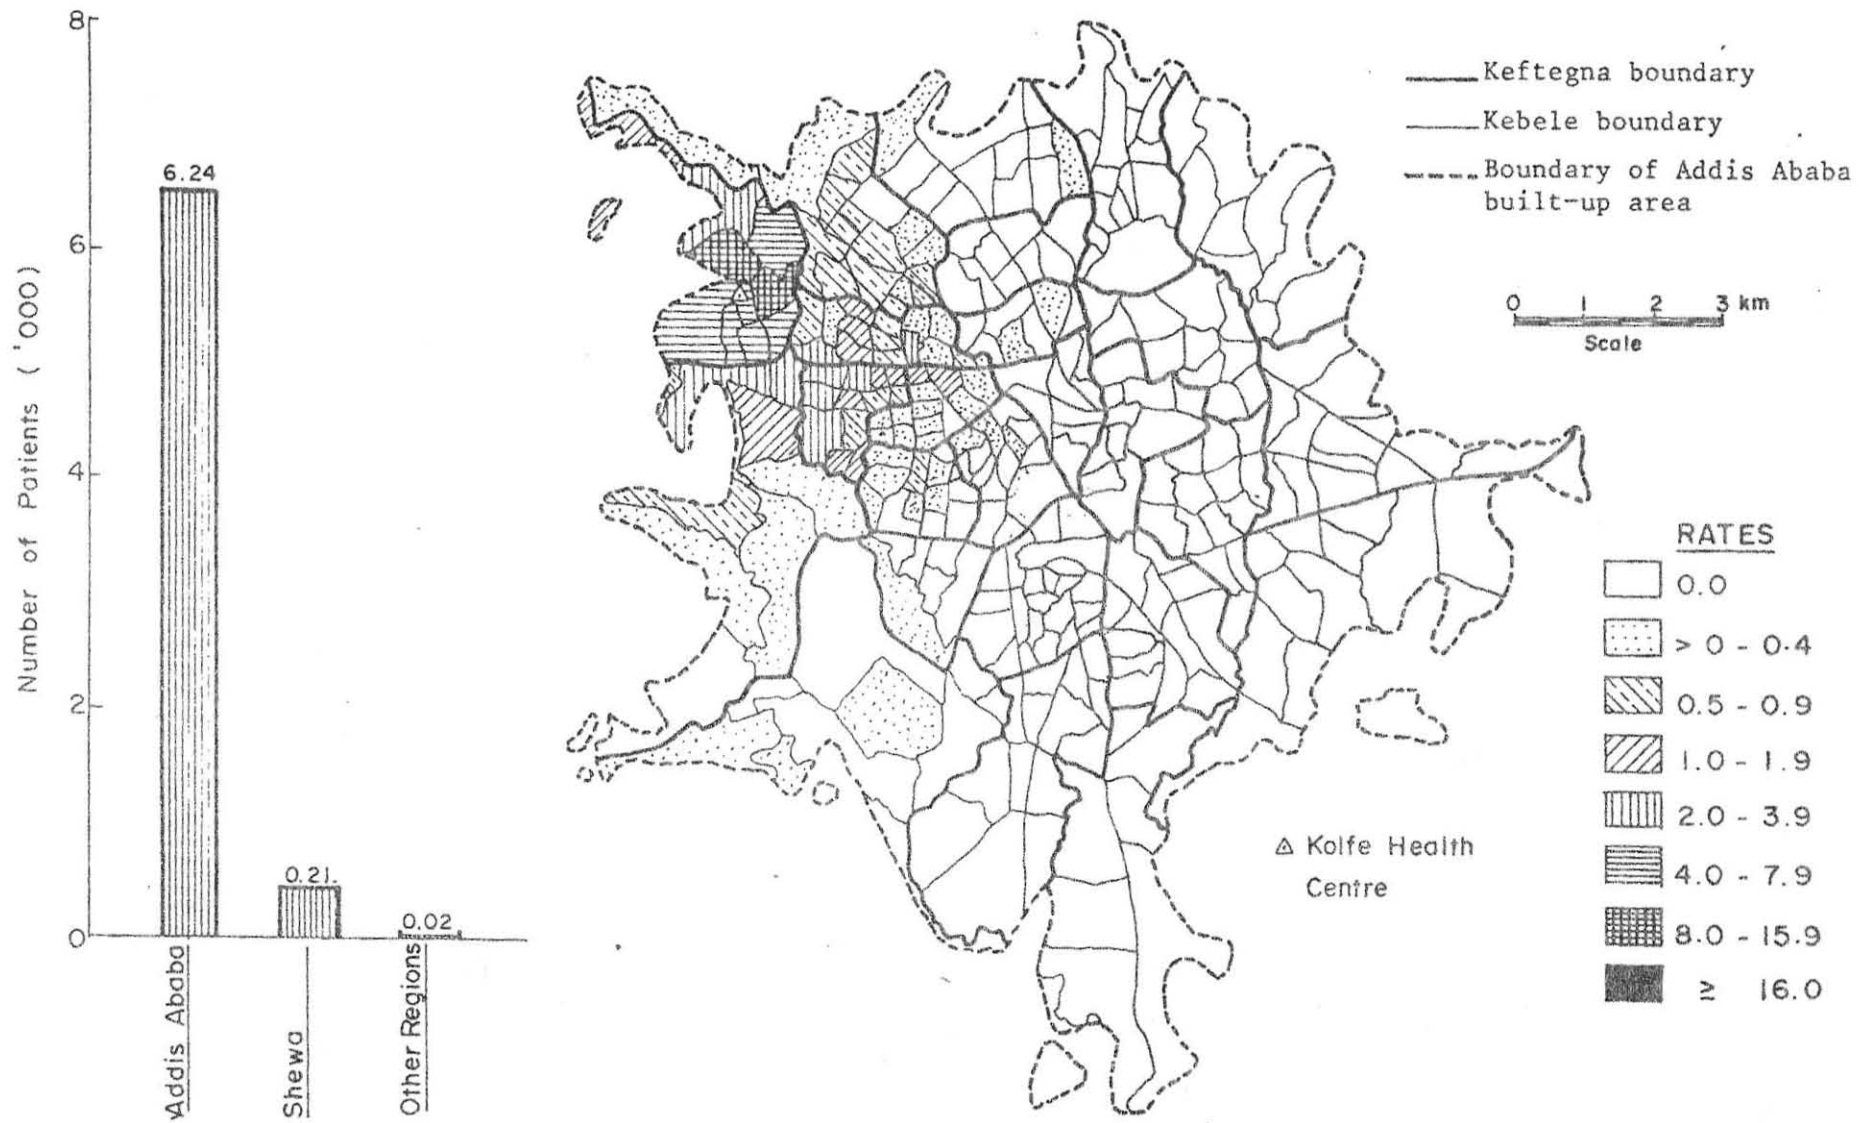 8
6
4
2
0
Number of Patients ( '000)
6.24
0.21.
0.02
Addis Ababa
Shewa
Other Regions
Keftegna boundary
Kebele boundary
Boundary of Addis Ababa
built-up area
0 1 2 3 km
Scale
RATES
0.0
> 0 - 0.4
0.5 - 0.9
1.0 - 1.9
2.0 - 3.9
4.0 - 7.9
8.0 - 15.9
≥ 16.0
Kolfe Health
Centre